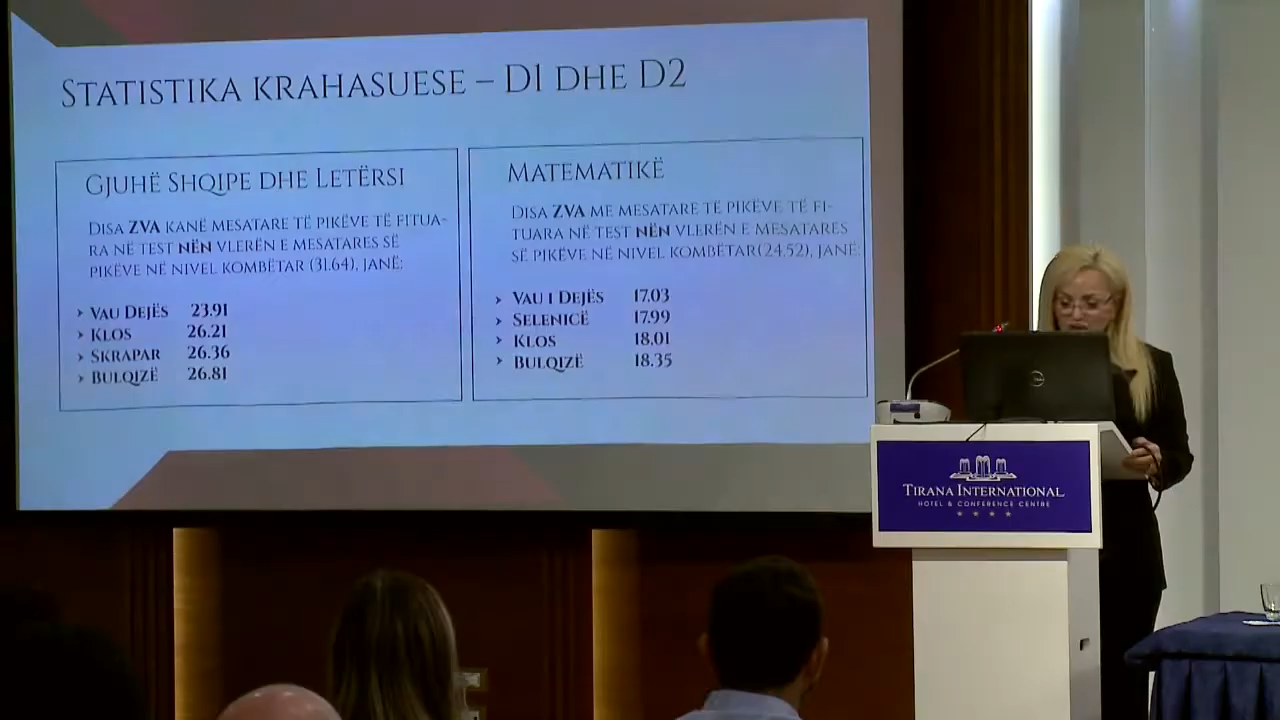 STATISTIKA KRAHASUESE – D1 DHE D2
GJUHË SHQIPE DHE LETËRSI
DISA ZVA KANË MESATARE TË PIKËVE TË FITUA-
RA NË TEST NËN VLERËN E MESATARES SË
PIKËVE NË NIVEL KOMBËTAR (31.64), JANË:
› VAU DEJËS 23.91
› KLOS 26.21
› SKRAPAR 26.36
› BULQIZË 26.81
MATEMATIKË
DISA ZVA ME MESATARE TË PIKËVE TË FI-
TUARA NË TEST NËN VLERËN E MESATARES
SË PIKËVE NË NIVEL KOMBËTAR(24.52), JANË:
› VAU I DEJËS 17.03
› SELENICË 17.99
› KLOS 18.01
› BULQIZË 18.35
TIRANA INTERNATIONAL
HOTEL & CONFERENCE CENTRE